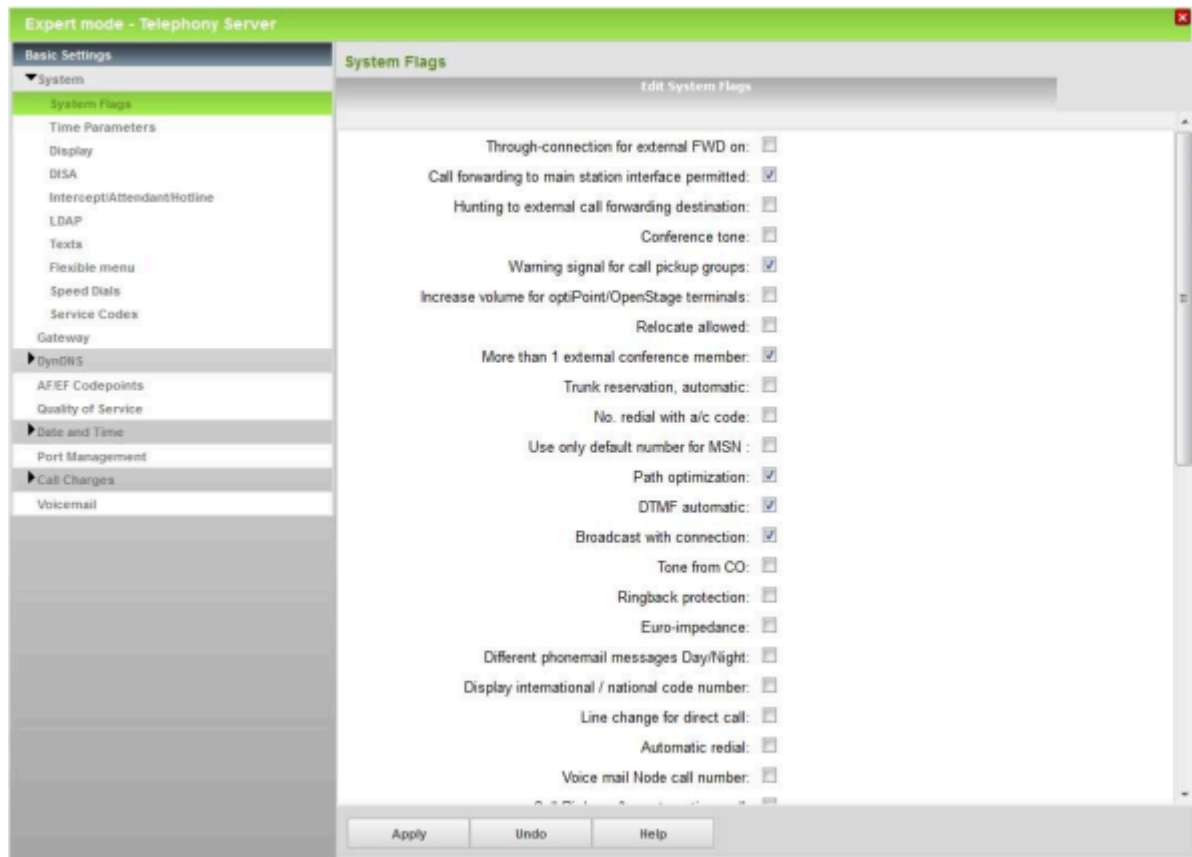 Expert mode - Telephony Server
Basic Settings
System
System Flags
Time Parameters
Display
DISA
Intercept/Attendant/Hotline
LDAP
Texts
Flexible menu
Speed Dials
Service Codes
Gateway
DynDNS
AF/EF Codepoints
Quality of Service
Date and Time
Port Management
Call Charges
Voicemail
System Flags
Edit System Flags
Through-connection for external FWD on:
Call forwarding to main station interface permitted:
Hunting to external call forwarding destination:
Conference tone:
Warning signal for call pickup groups:
Increase volume for optiPoint/OpenStage terminals:
Relocate allowed:
More than 1 external conference member:
Trunk reservation, automatic:
No. redial with a/c code:
Use only default number for MSN :
Path optimization:
DTMF automatic:
Broadcast with connection:
Tone from CO:
Ringback protection:
Euro-impedance:
Different phonemail messages Day/Night:
Display international / national code number:
Line change for direct call:
Automatic redial:
Voice mail Node call number:
Apply
Undo
Help